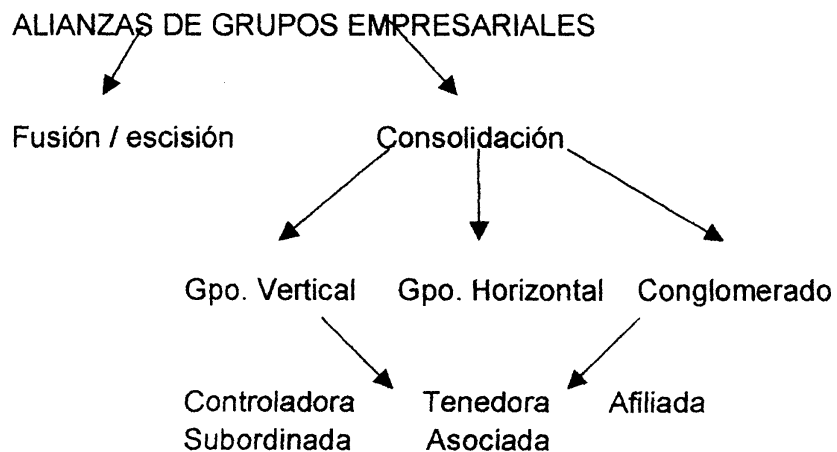 ALIANZAS DE GRUPOS EMPRESARIALES
Fusión / escisión Consolidación
Gpo. Vertical Gpo. Horizontal Conglomerado
Controladora Tenedora Afiliada
Subordinada Asociada